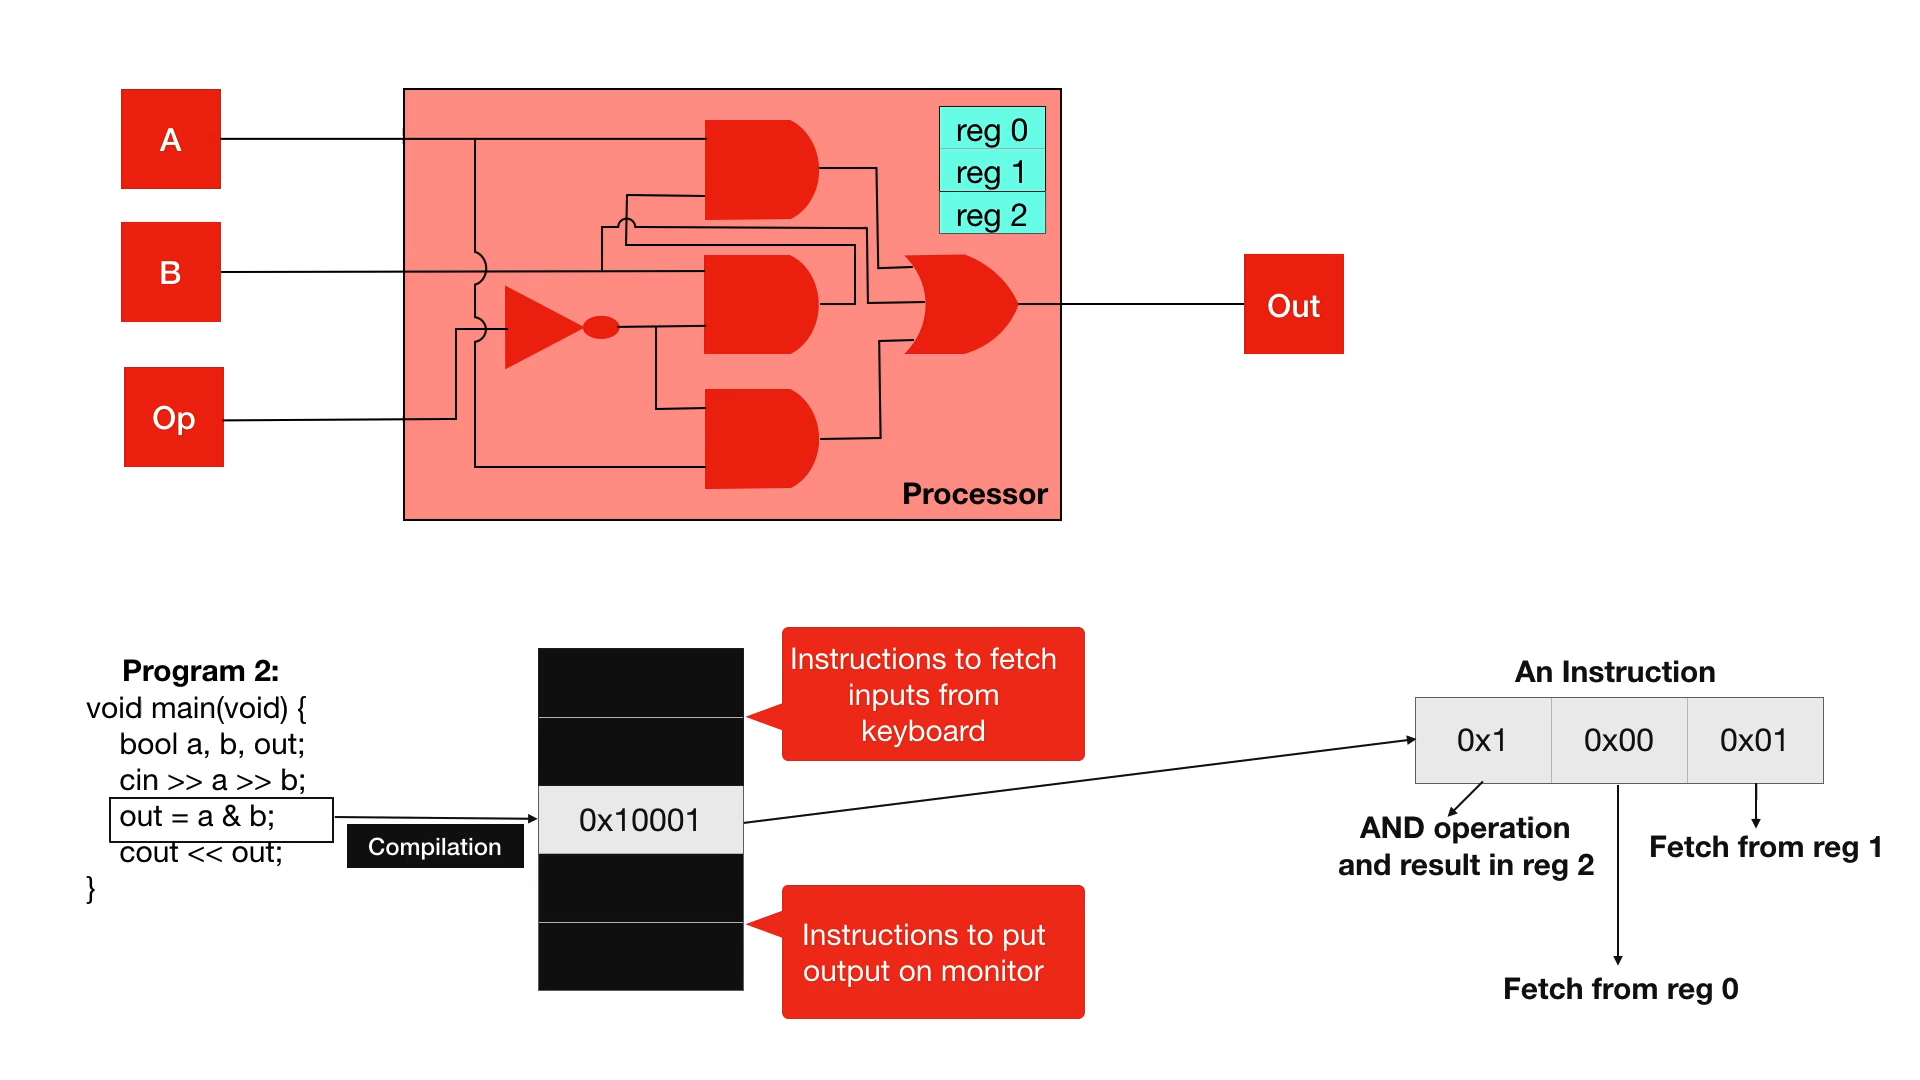 A
B
Op
reg 0
reg 1
reg 2
Out
Processor
Program 2:
void main(void) {
bool a, b, out;
cin >> a >> b;
out = a & b;
cout << out;
}
Compilation
0x10001
Instructions to fetch
inputs from
keyboard
Instructions to put
output on monitor
An Instruction
0x1 0x00 0x01
AND operation
and result in reg 2
Fetch from reg 1
Fetch from reg 0